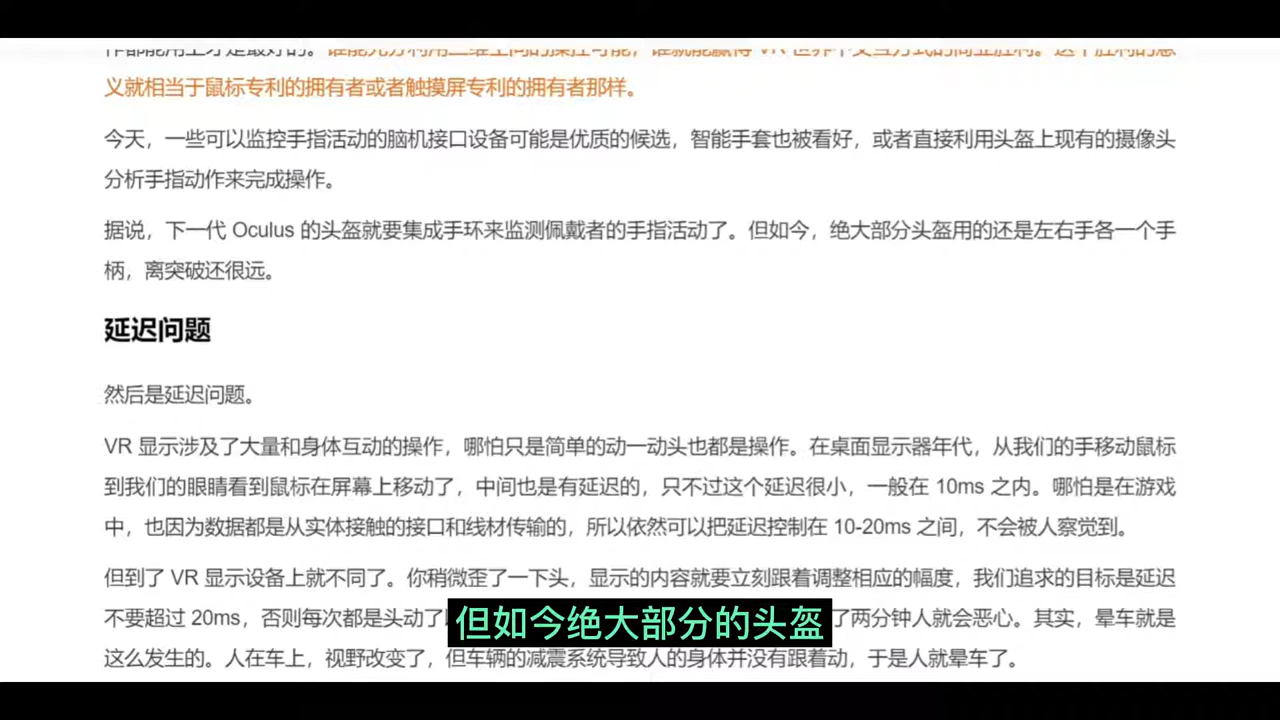 义就相当于鼠标专利的拥有者或者触摸屏专利的拥有者那样。
今天，一些可以监控手指活动的脑机接口设备可能是优质的候选，智能手套也被看好，或者直接利用头盔上现有的摄像头
分析手指动作来完成操作。
据说，下一代 Oculus 的头盔就要集成手环来监测佩戴者的手指活动了。但如今，绝大部分头盔用的还是左右手各一个手
柄，离突破还很远。
延迟问题
然后是延迟问题。
VR 显示涉及了大量和身体互动的操作，哪怕只是简单的动一动头也都是操作。在桌面显示器年代，从我们的手移动鼠标
到我们的眼睛看到鼠标在屏幕上移动了，中间也是有延迟的，只不过这个延迟很小，一般在 10ms 之内。哪怕是在游戏
中，也因为数据都是从实体接触的接口和线材传输的，所以依然可以把延迟控制在 10-20ms 之间，不会被人察觉到。
但到了 VR 显示设备上就不同了。你稍微歪了一下头，显示的内容就要立刻跟着调整相应的幅度，我们追求的目标是延迟
不要超过 20ms，否则每次都是头动了 了两分钟人就会恶心。其实，晕车就是
但如今绝大部分的头盔
这么发生的。人在车上，视野改变了，但车辆的减震系统导致人的身体并没有跟着动，于是人就晕车了。